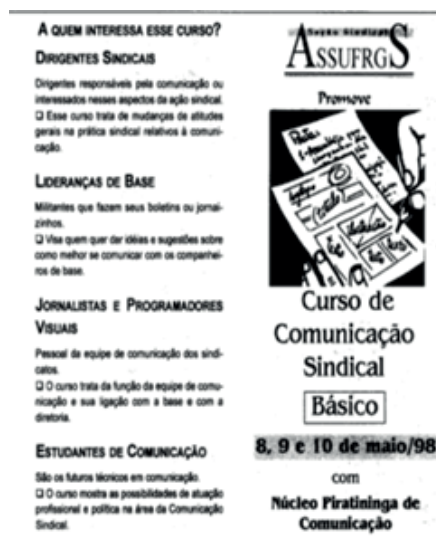 A QUEM INTERESSA ESSE CURSO?
DIRIGENTES SINDICAIS
Dirigentes responsáveis pela comunicação ou
interessados nesses aspectos da ação sindical.
❑ Esse curso trata de mudanças de atitudes
gerais na prática sindical relativos à comuni-
cação.
LIDERANÇAS DE BASE
Militantes que fazem seus boletins ou jornai-
zinhos.
❑ Visa quem quer dar idéias e sugestões sobre
como melhor se comunicar com os companhei-
ros de base.
JORNALISTAS E PROGRAMADORES
VISUAIS
Pessoal da equipe de comunicação dos sindi-
catos.
❑ O curso trata da função da equipe de comu-
nicação e sua ligação com a base e com a
diretoria.
ESTUDANTES DE COMUNICAÇÃO
São os futuros técnicos em comunicação.
❑ O curso mostra as possibilidades de atuação
profissional e política na área da Comunicação
Sindical.
Seção Sindical
ASSUFRGS
Promove
Pauta:
Curso de
Comunicação
Sindical
Básico
8, 9 e 10 de maio/98
com
Núcleo Piratininga de
Comunicação